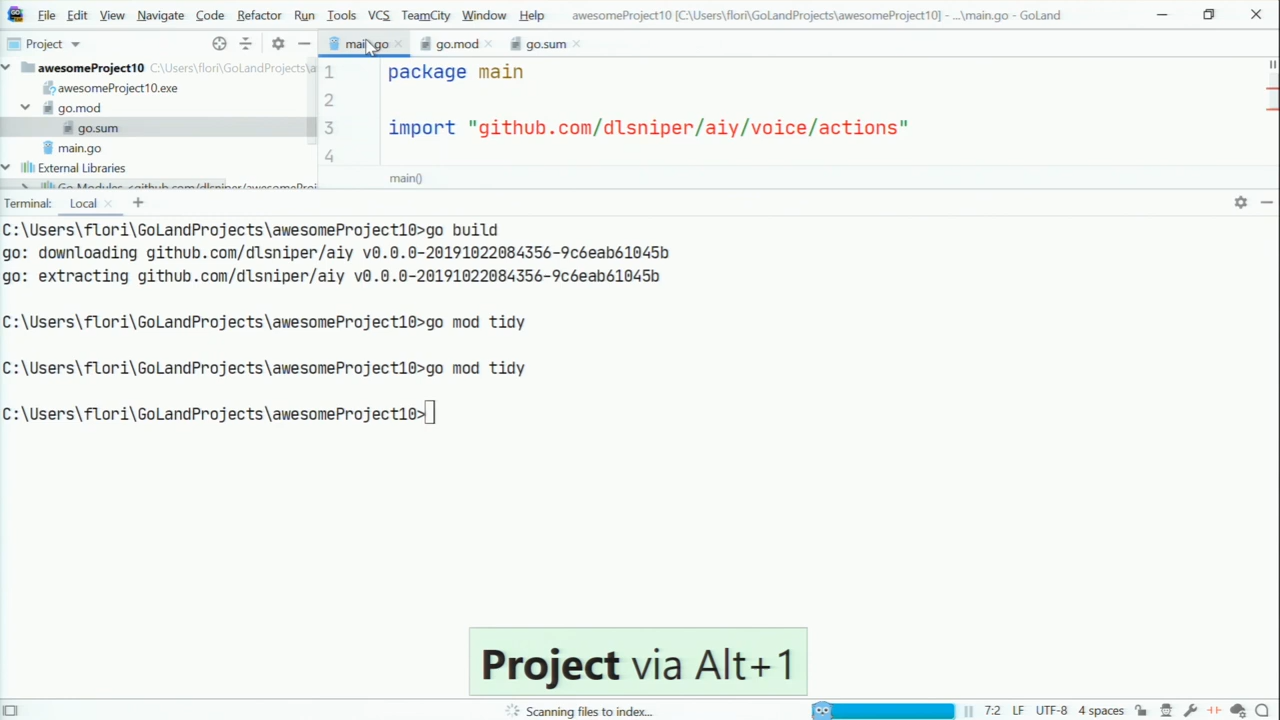 File Edit View Navigate Code Refactor Run Tools VCS TeamCity Window Help awesomeProject10 [C:\Users\flori\GoLandProjects\awesomeProject10] - ...\main.go - GoLand
Project
main.go go.mod go.sum
awesomeProject10 C:\Users\flori\GoLandProjects\a
awesomeProject10.exe
go.mod
go.sum
main.go
External Libraries
Go Modules <github.com/dlsniper/awesomeProj
1 package main
2
3 import "github.com/dlsniper/aiy/voice/actions"
4
main()
Terminal: Local +
C:\Users\flori\GoLandProjects\awesomeProject10>go build
go: downloading github.com/dlsniper/aiy v0.0.0-20191022084356-9c6eab61045b
go: extracting github.com/dlsniper/aiy v0.0.0-20191022084356-9c6eab61045b
C:\Users\flori\GoLandProjects\awesomeProject10>go mod tidy
C:\Users\flori\GoLandProjects\awesomeProject10>go mod tidy
C:\Users\flori\GoLandProjects\awesomeProject10>
Project via Alt+1
Scanning files to index... 7:2 LF UTF-8 4 spaces